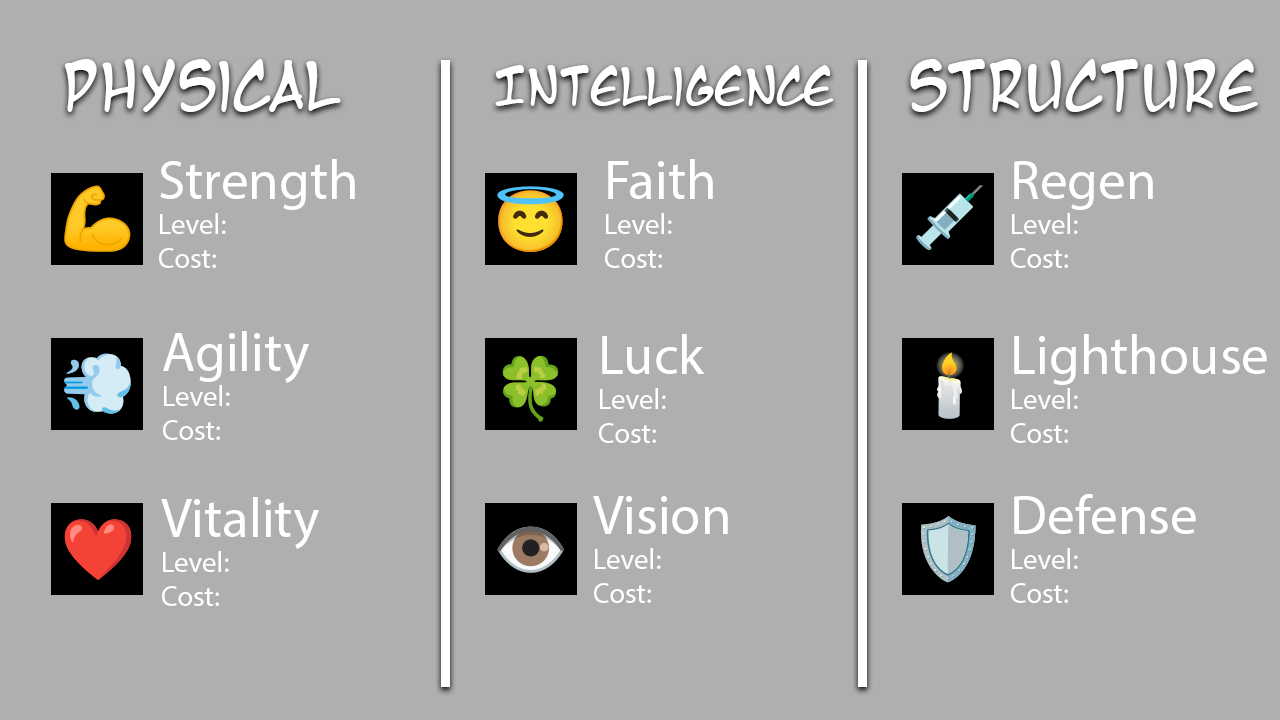 PHYSICAL
Strength
Level:
Cost:
Agility
Level:
Cost:
Vitality
Level:
Cost:
INTELLIGENCE
Faith
Level:
Cost:
Luck
Level:
Cost:
Vision
Level:
Cost:
STRUCTURE
Regen
Level:
Cost:
Lighthouse
Level:
Cost:
Defense
Level:
Cost: